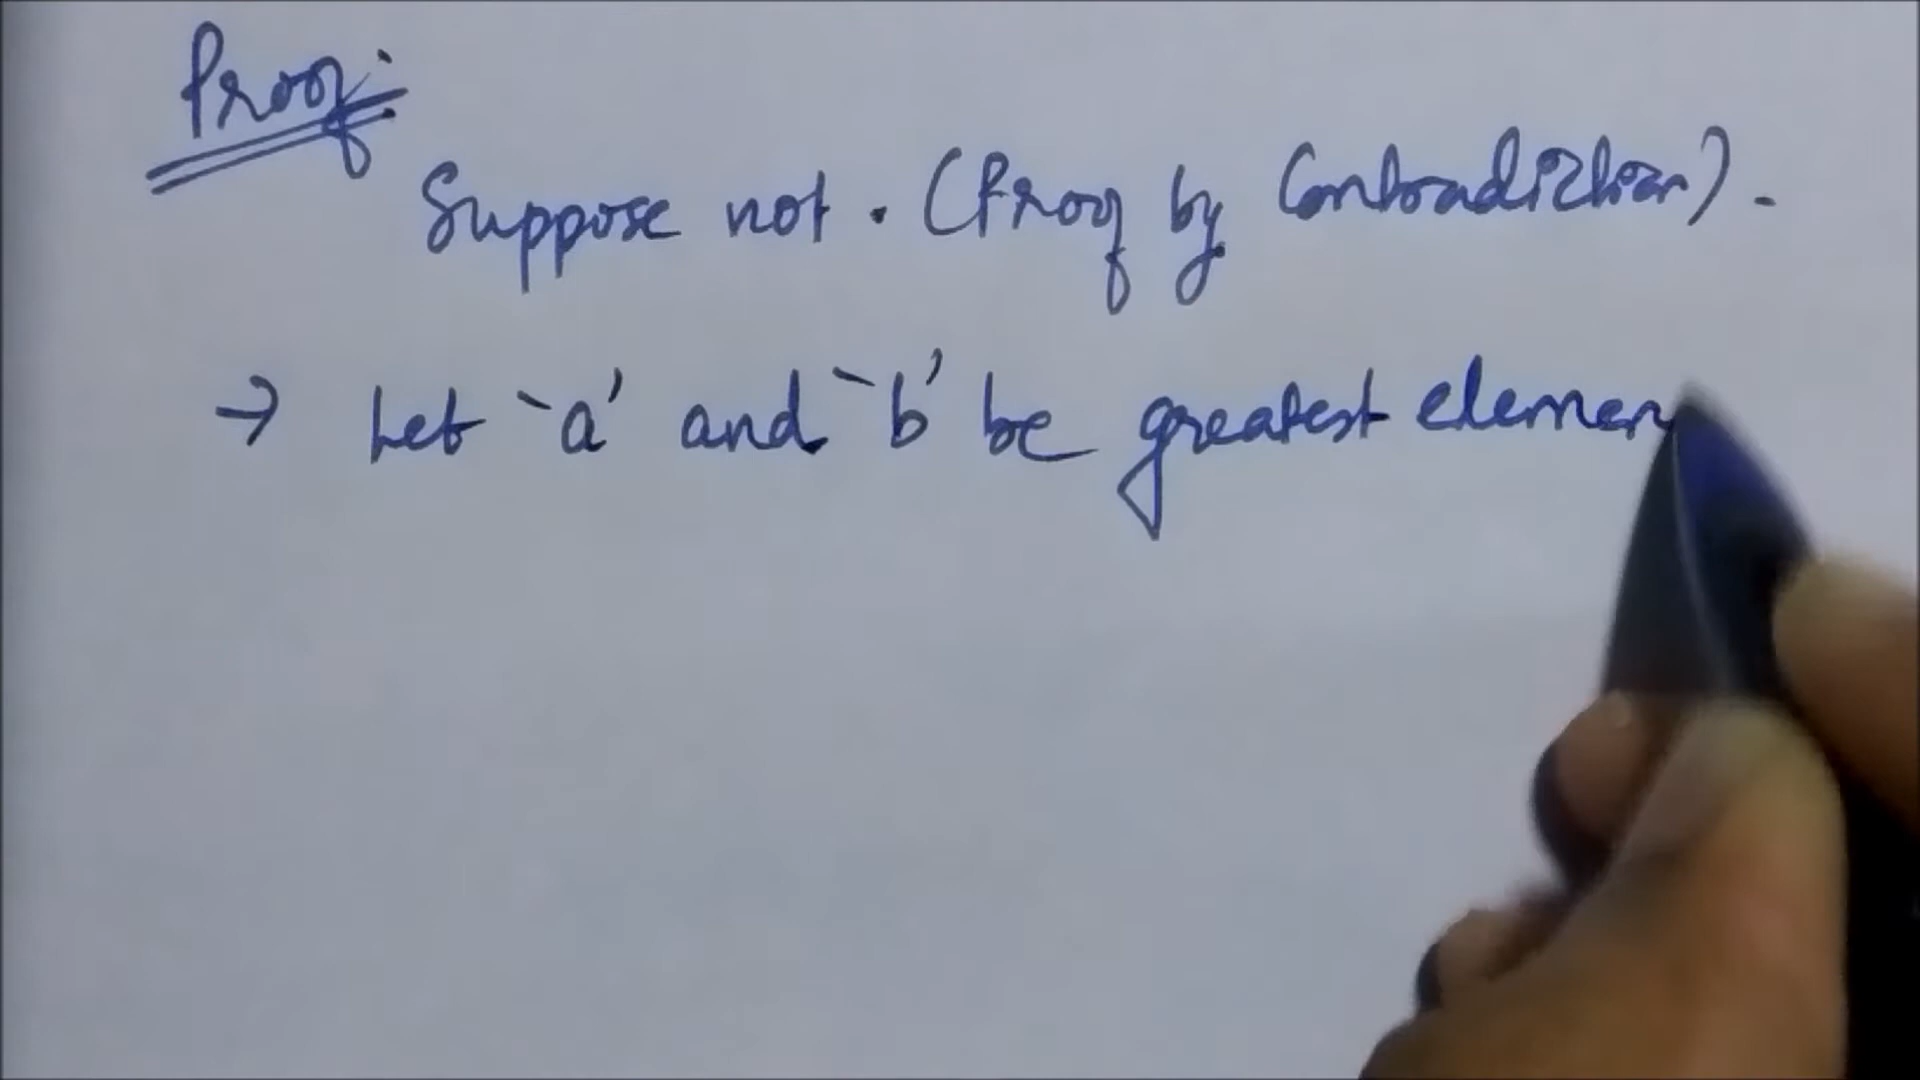 Proof:
Suppose not. (Proof by Contradiction).
→ Let `a' and `b' be greatest elemen